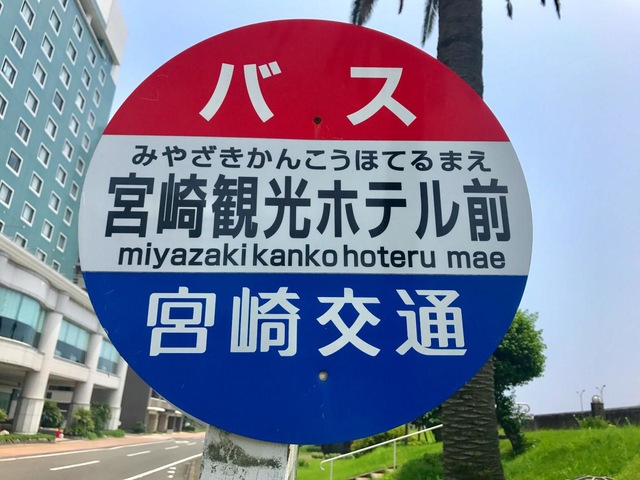 バス
みやざきかんこうほてるまえ
宮崎観光ホテル前
miyazaki kanko hoteru mae
宮崎交通